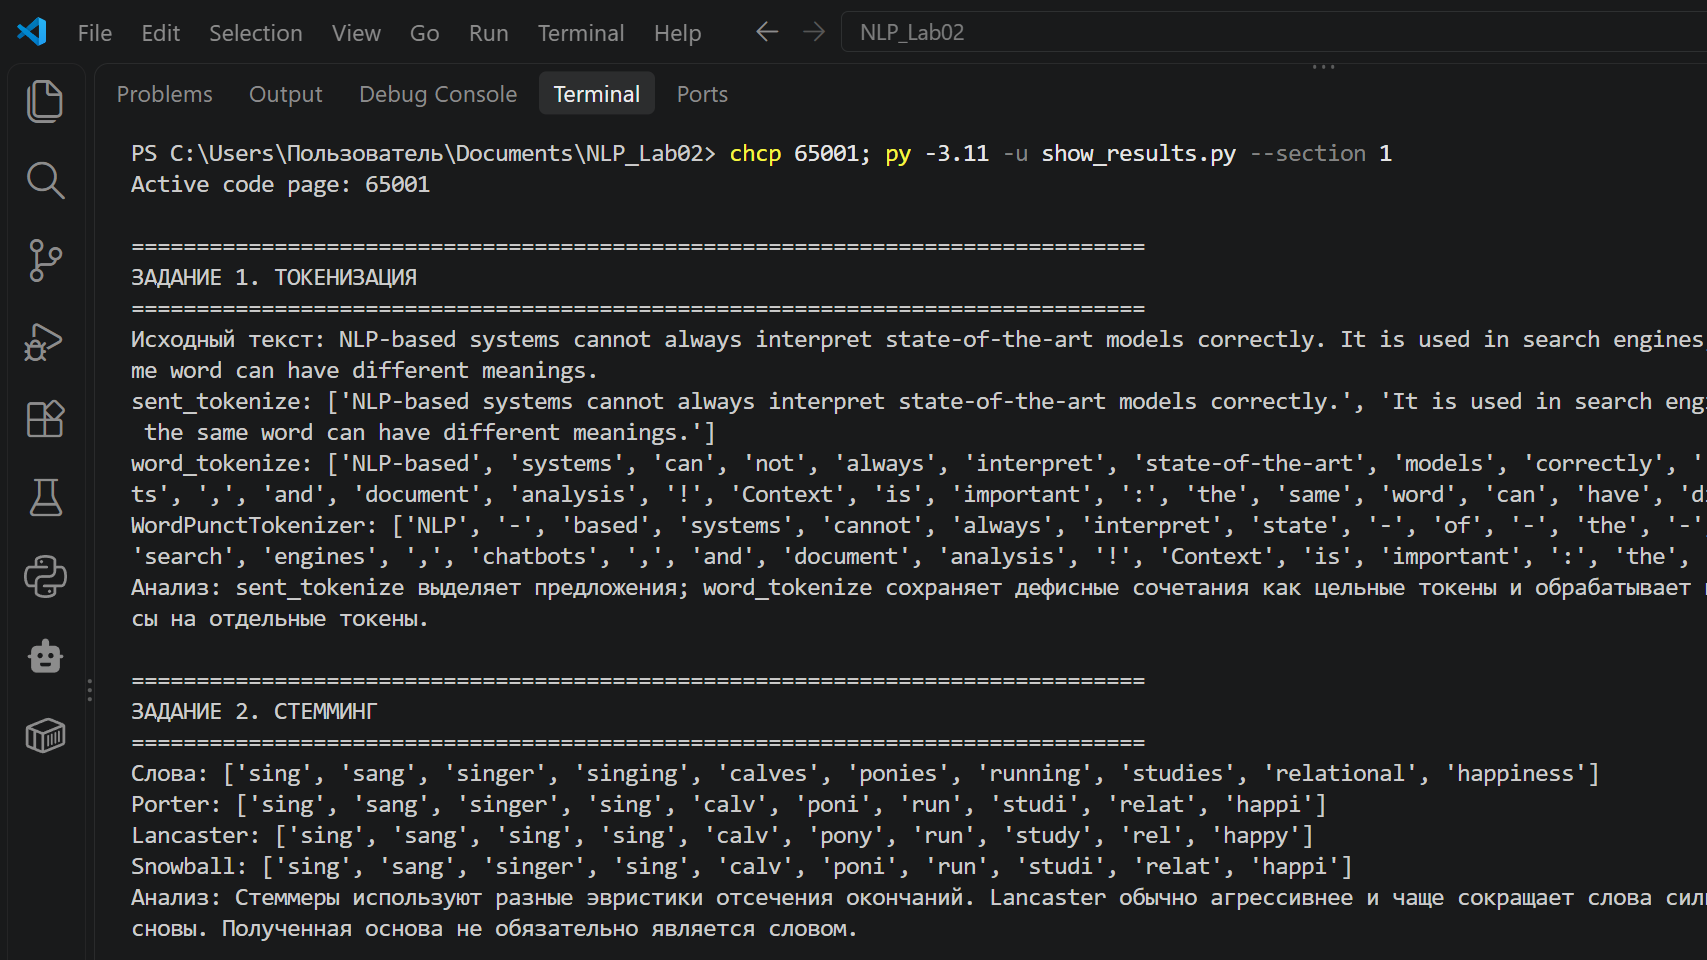 File Edit Selection View Go Run Terminal Help NLP_Lab02
Problems Output Debug Console Terminal Ports
PS C:\Users\Пользователь\Documents\NLP_Lab02> chcp 65001; py -3.11 -u show_results.py --section 1
Active code page: 65001
==============================================================================
ЗАДАНИЕ 1. ТОКЕНИЗАЦИЯ
==============================================================================
Исходный текст: NLP-based systems cannot always interpret state-of-the-art models correctly. It is used in search engines
me word can have different meanings.
sent_tokenize: ['NLP-based systems cannot always interpret state-of-the-art models correctly.', 'It is used in search eng
 the same word can have different meanings.']
word_tokenize: ['NLP-based', 'systems', 'can', 'not', 'always', 'interpret', 'state-of-the-art', 'models', 'correctly', '
ts', ',', 'and', 'document', 'analysis', '!', 'Context', 'is', 'important', ':', 'the', 'same', 'word', 'can', 'have', 'd
WordPunctTokenizer: ['NLP', '-', 'based', 'systems', 'cannot', 'always', 'interpret', 'state', '-', 'of', '-', 'the', '-'
'search', 'engines', ',', 'chatbots', ',', 'and', 'document', 'analysis', '!', 'Context', 'is', 'important', ':', 'the',
Анализ: sent_tokenize выделяет предложения; word_tokenize сохраняет дефисные сочетания как цельные токены и обрабатывает
сы на отдельные токены.
==============================================================================
ЗАДАНИЕ 2. СТЕММИНГ
==============================================================================
Слова: ['sing', 'sang', 'singer', 'singing', 'calves', 'ponies', 'running', 'studies', 'relational', 'happiness']
Porter: ['sing', 'sang', 'singer', 'sing', 'calv', 'poni', 'run', 'studi', 'relat', 'happi']
Lancaster: ['sing', 'sang', 'sing', 'sing', 'calv', 'pony', 'run', 'study', 'rel', 'happy']
Snowball: ['sing', 'sang', 'singer', 'sing', 'calv', 'poni', 'run', 'studi', 'relat', 'happi']
Анализ: Стеммеры используют разные эвристики отсечения окончаний. Lancaster обычно агрессивнее и чаще сокращает слова сил
сновы. Полученная основа не обязательно является словом.